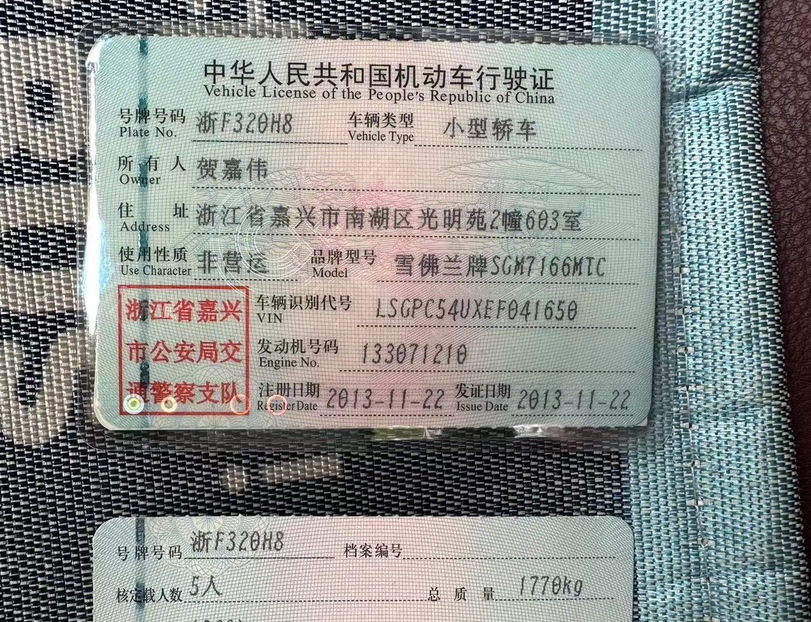 中华人民共和国机动车行驶证
Vehicle License of the People's Republic of China
号牌号码 浙F320H8 车辆类型 小型轿车
Plate No. Vehicle Type
所有人 贺嘉伟
Owner
住址 浙江省嘉兴市南湖区光明苑2幢603室
Address
使用性质 非营运 品牌型号 雪佛兰牌SGM7166MTC
Use Character Model
浙江省嘉兴
市公安局交
通警察支队
车辆识别代号 LSGPC54UXEF041650
VIN
发动机号码 133071210
Engine No.
注册日期 2013-11-22 发证日期 2013-11-22
Register Date Issue Date
号牌号码 浙F320H8 档案编号
核定载人数 5人 总质量 1770kg